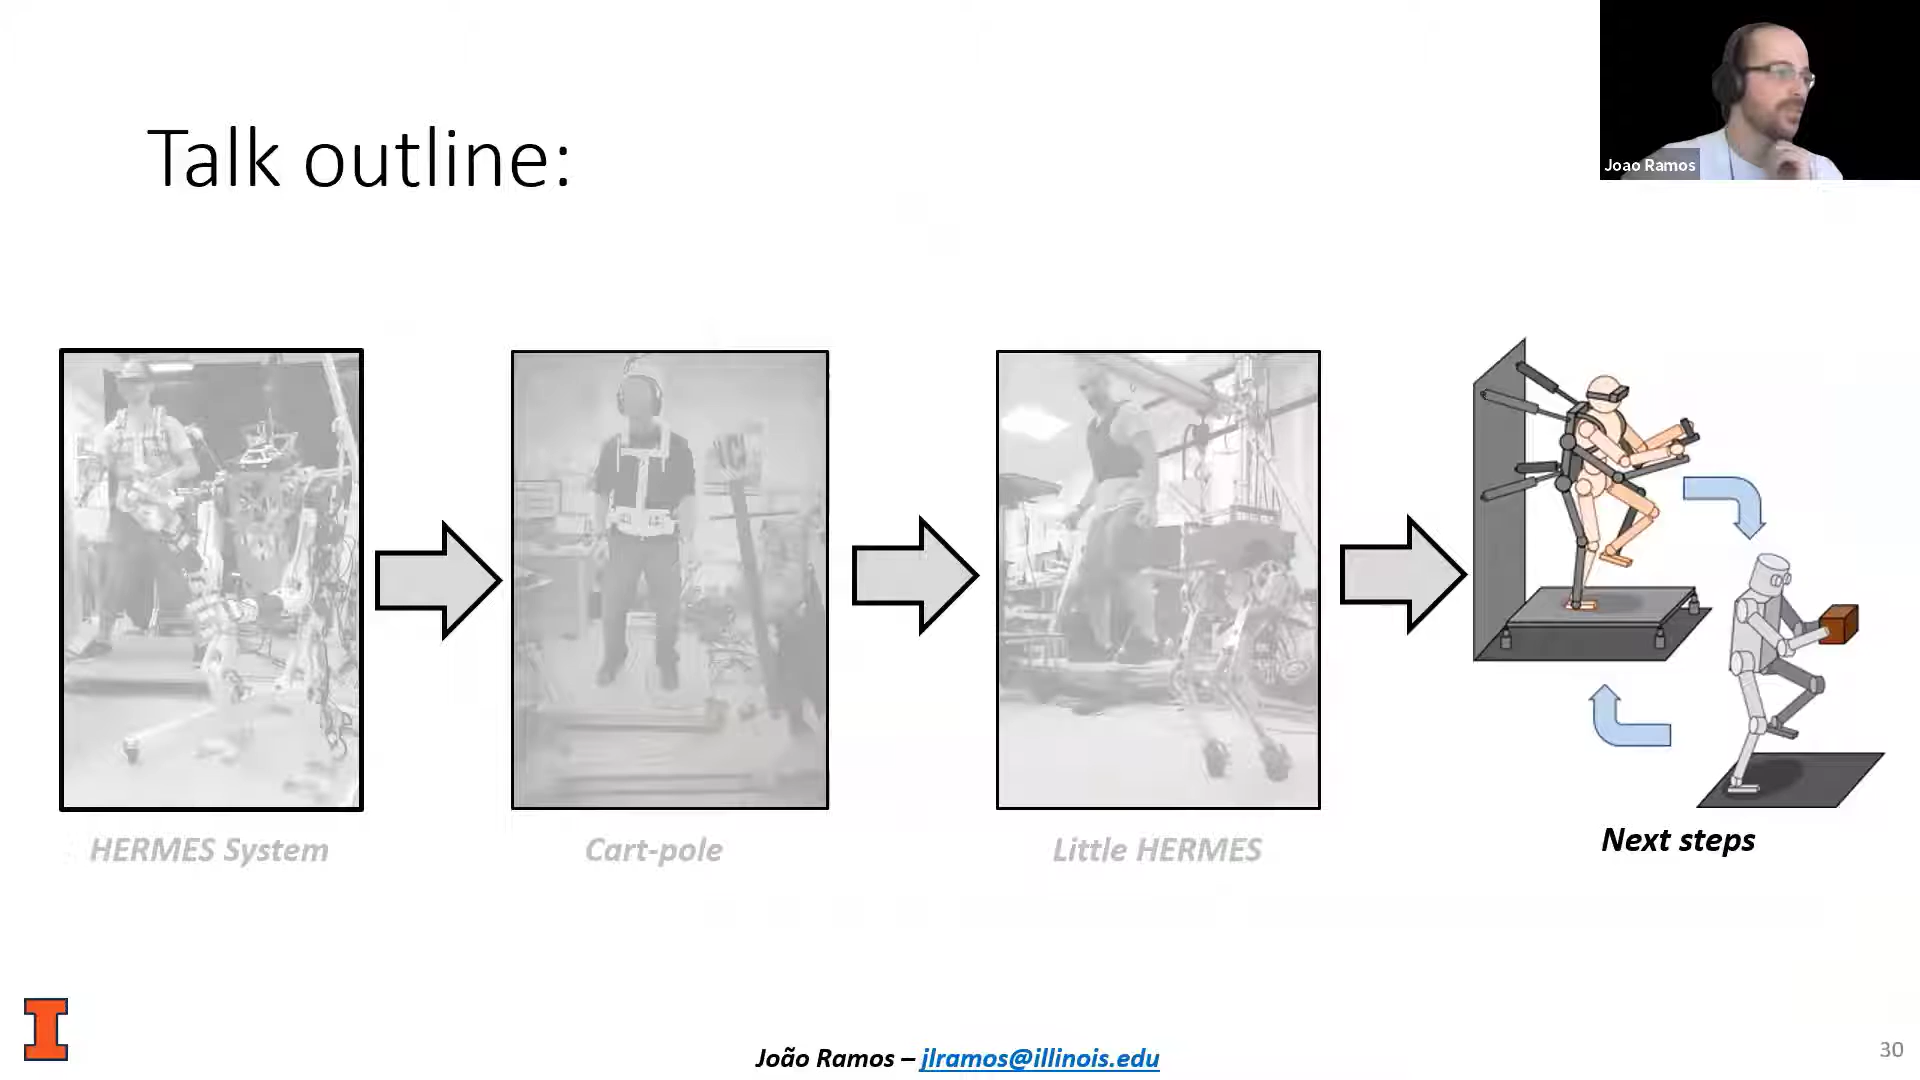 Talk outline:
Joao Ramos
HERMES System
Cart-pole
Little HERMES
Next steps
João Ramos – jlramos@illinois.edu
30